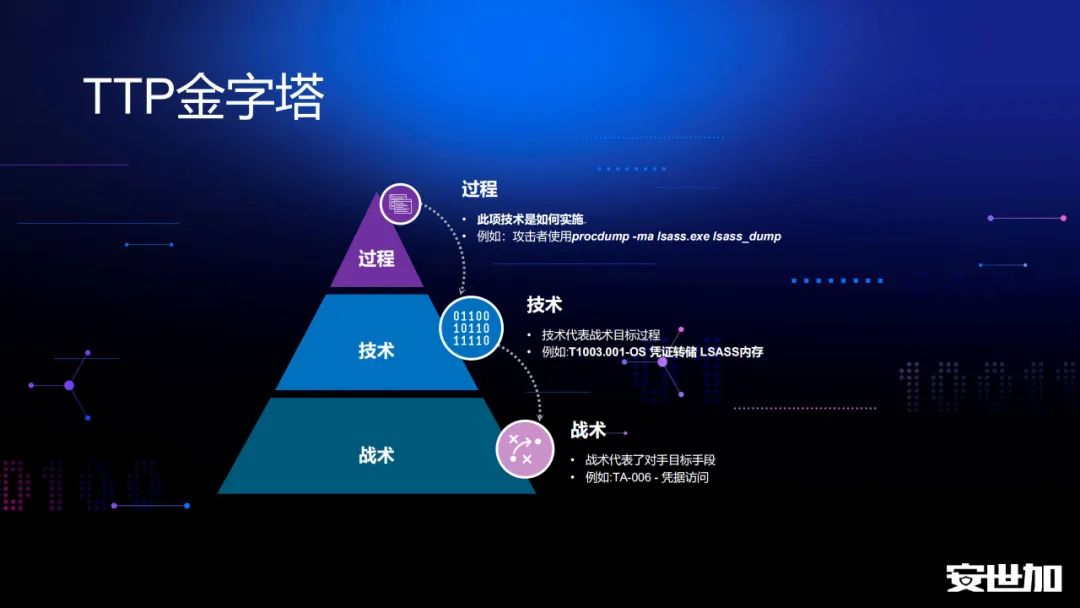 TTP金字塔
过程
• 此项技术是如何实施.
• 例如：攻击者使用procdump -ma lsass.exe lsass_dump
过程
技术
• 技术代表战术目标过程
• 例如:T1003.001-OS 凭证转储 LSASS内存
01100
10110
11110
技术
战术
• 战术代表了对手目标手段
• 例如:TA-006 - 凭据访问
战术
安世加